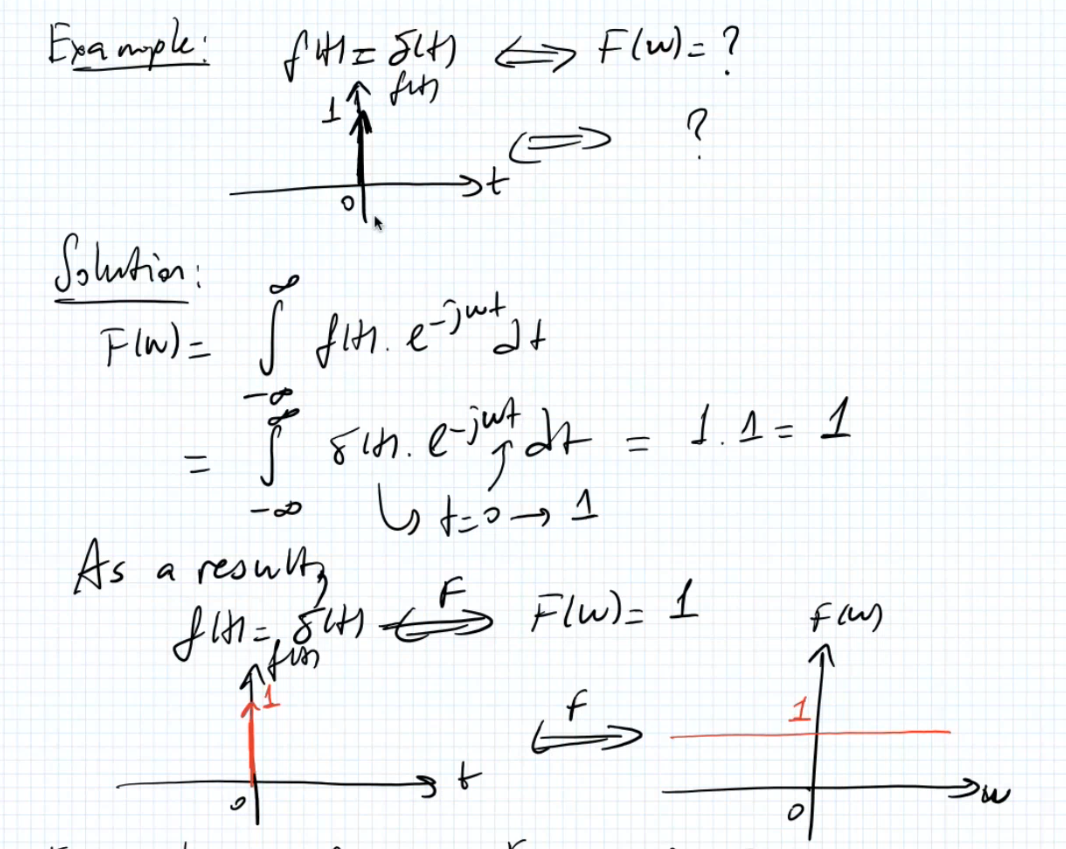 Example: f(t) = δ(t) ⟺ F(w) = ?
f(t)
1
⟺ ?
t
0
Solution:
F(w) = ∫_{-∞}^{∞} f(t). e^{-jwt} dt
= ∫_{-∞}^{∞} δ(t). e^{-jwt} dt = 1.1 = 1
↳ t=0 → 1
As a result,
f(t) = δ(t) ⟺ F F(w) = 1
f(t) F(w)
1 F 1
⟺
t w
0 0